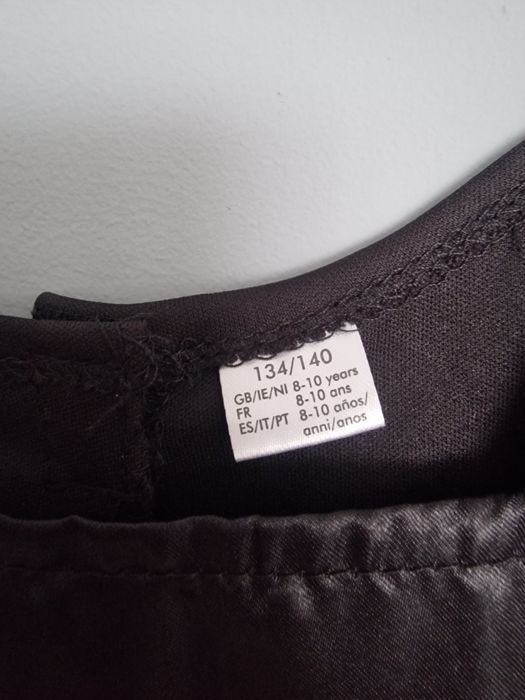 134/140
GB/IE/NI 8-10 years
FR 8-10 ans
ES/IT/PT 8-10 años/
anni/anos